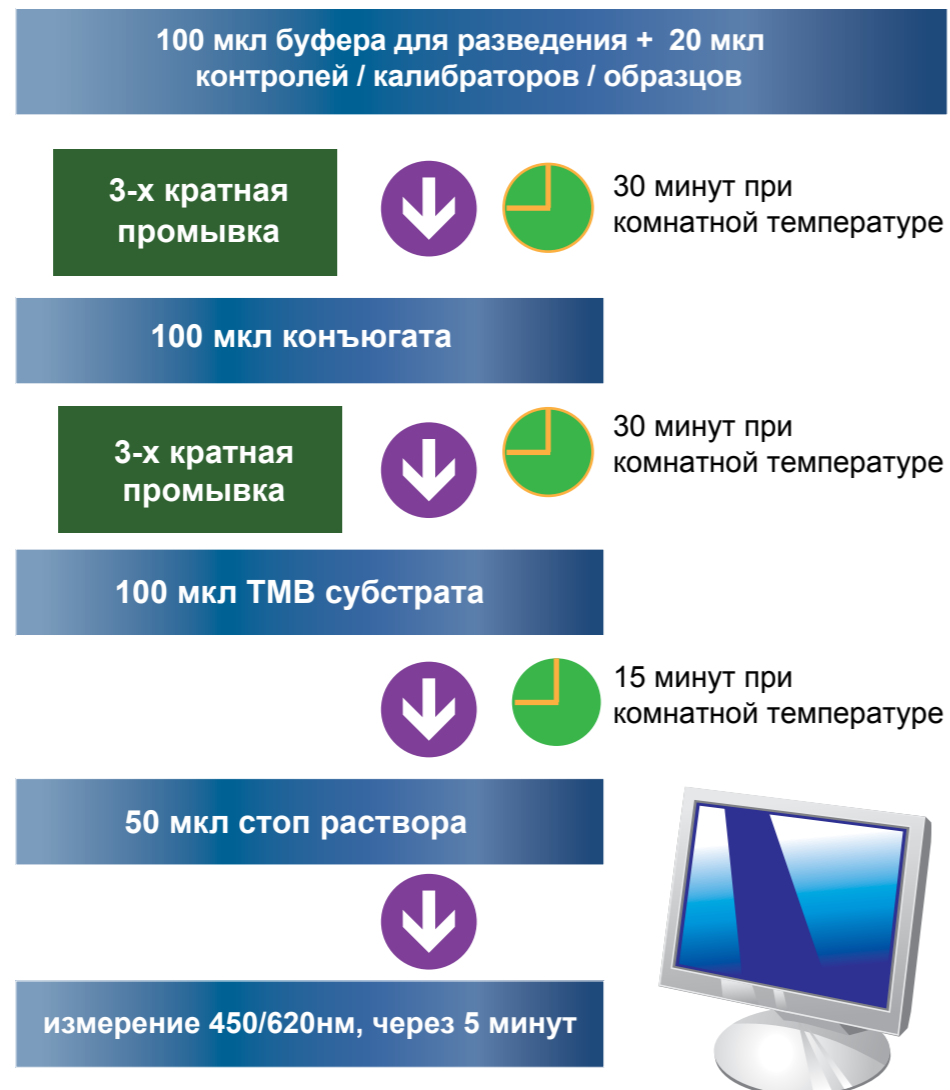 100 мкл буфера для разведения + 20 мкл
контролей / калибраторов / образцов
3-х кратная
промывка
30 минут при
комнатной температуре
100 мкл конъюгата
3-х кратная
промывка
30 минут при
комнатной температуре
100 мкл ТМВ субстрата
15 минут при
комнатной температуре
50 мкл стоп раствора
измерение 450/620нм, через 5 минут